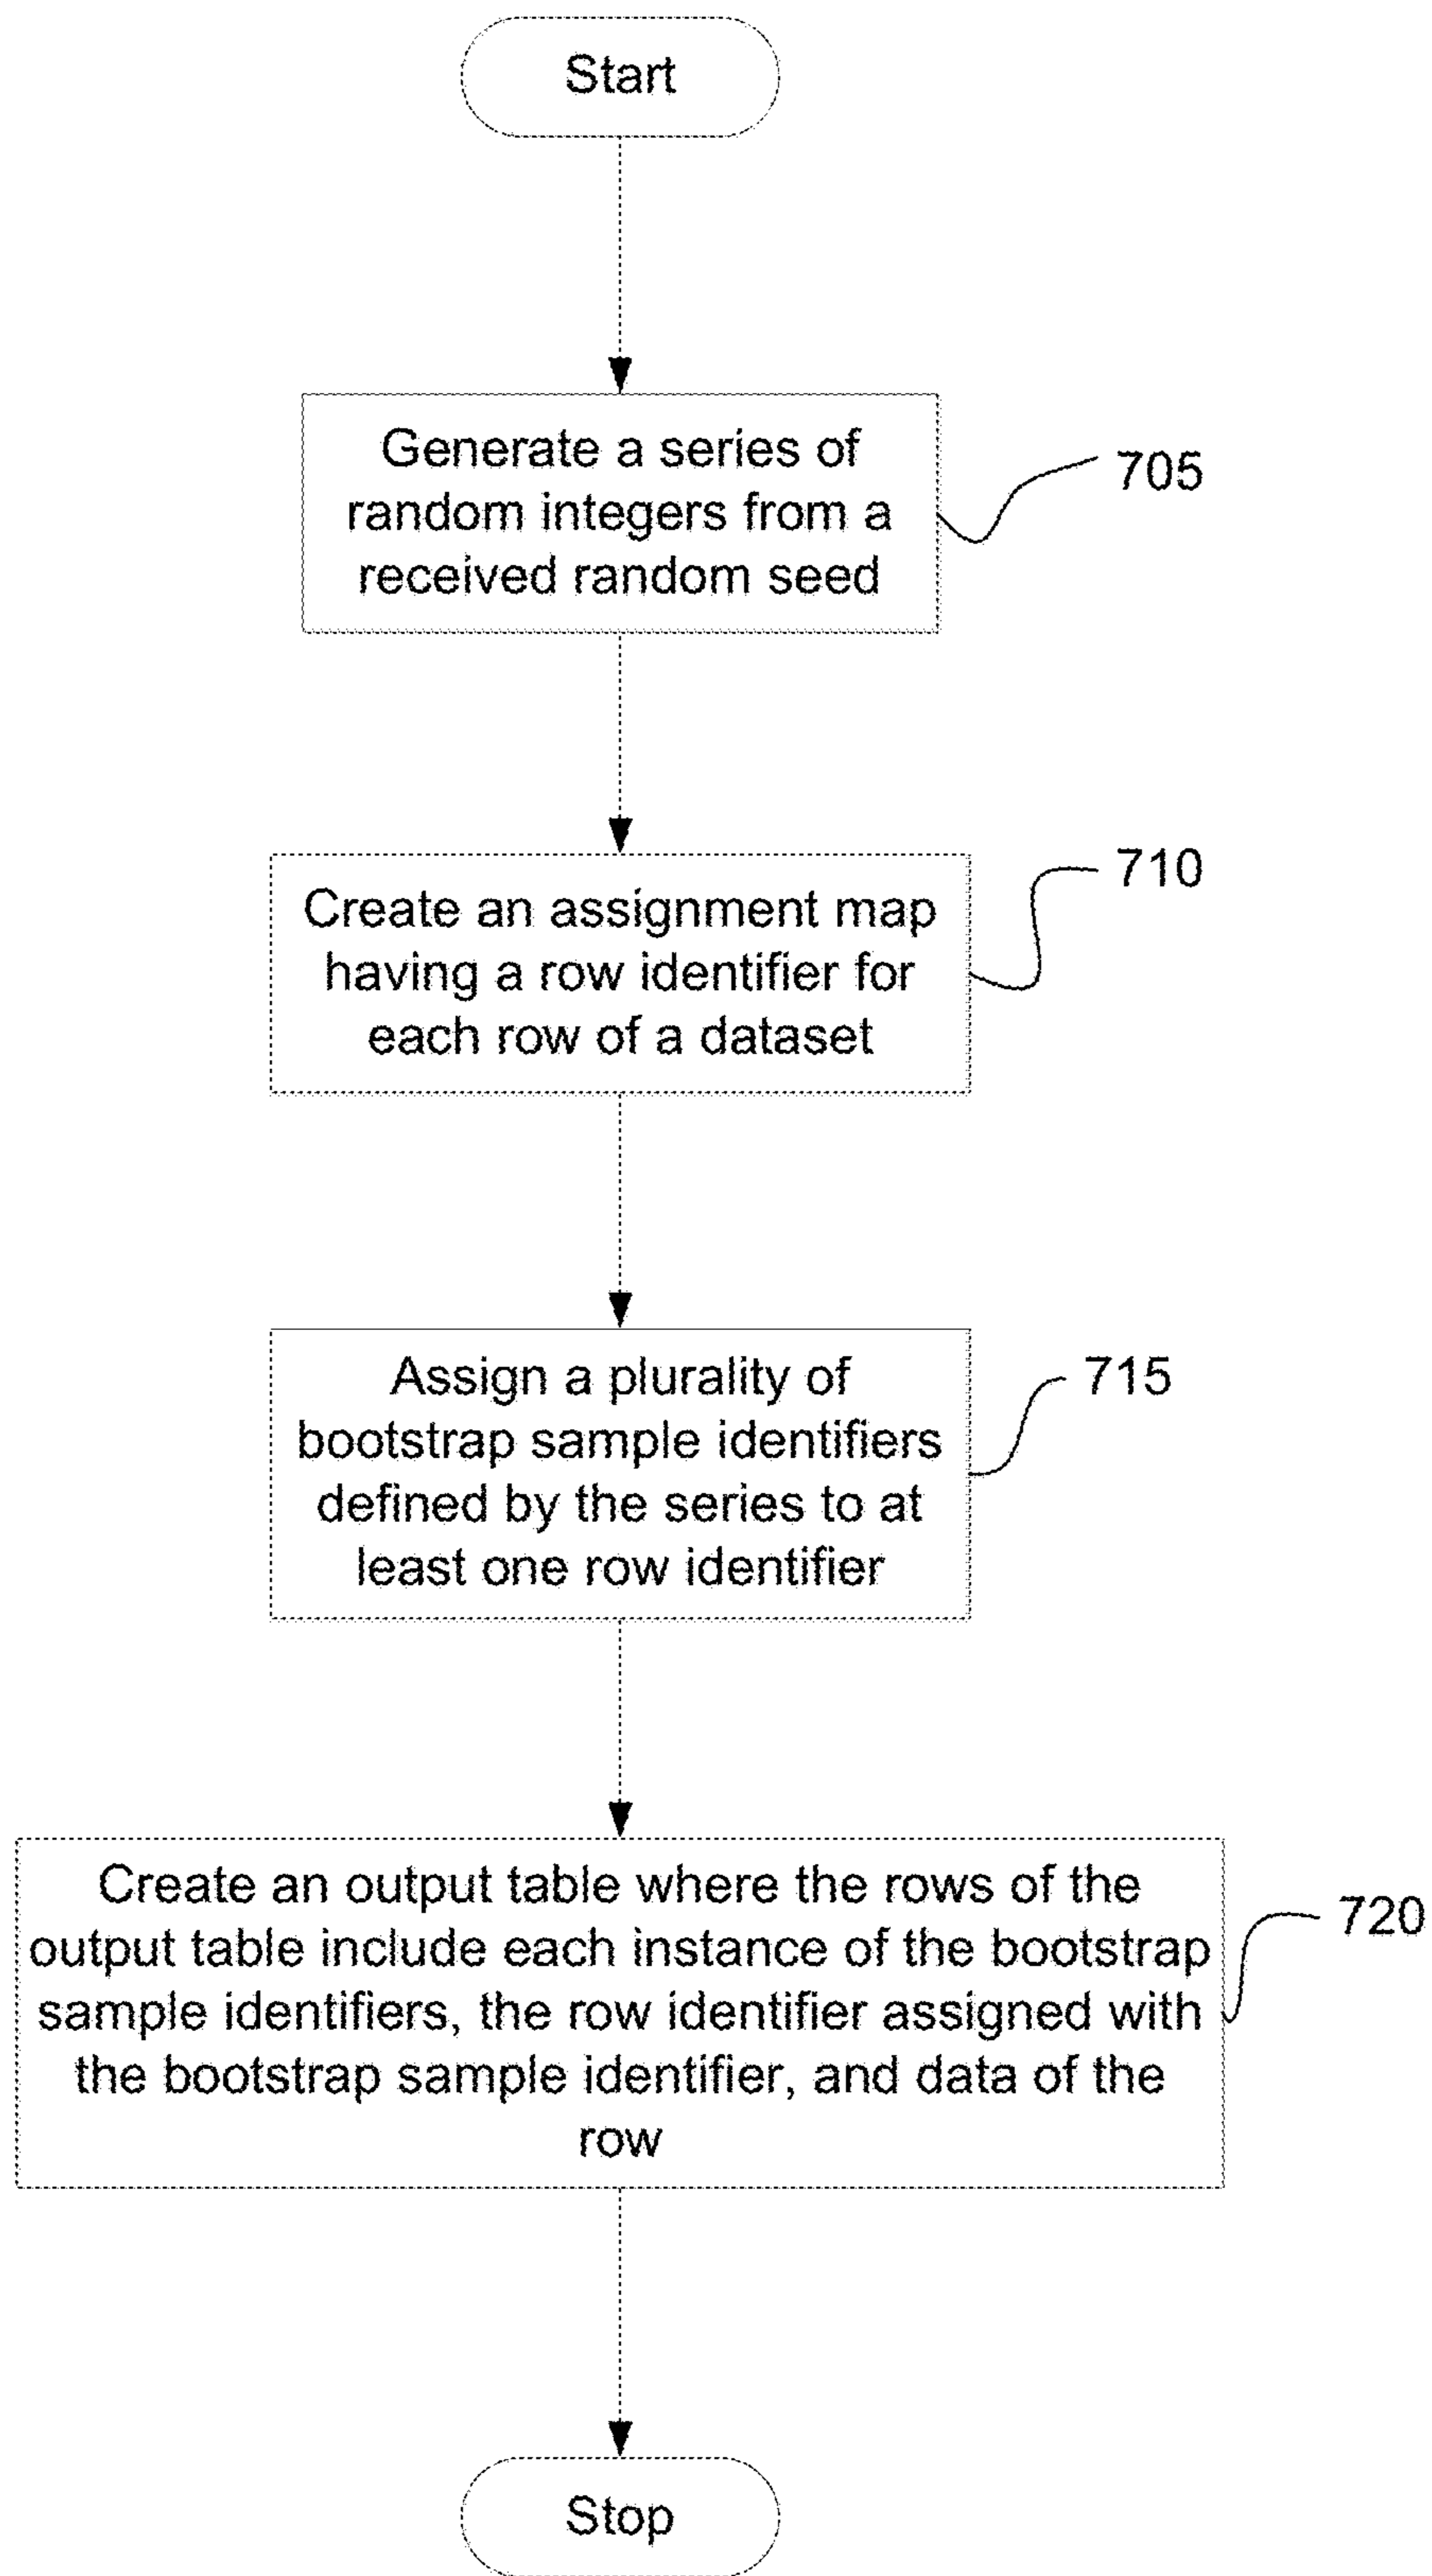 Start
Generate a series of
random integers from a
received random seed
705
Create an assignment map
having a row identifier for
each row of a dataset
710
Assign a plurality of
bootstrap sample identifiers
defined by the series to at
least one row identifier
715
Create an output table where the rows of the
output table include each instance of the bootstrap
sample identifiers, the row identifier assigned with
the bootstrap sample identifier, and data of the
row
720
Stop